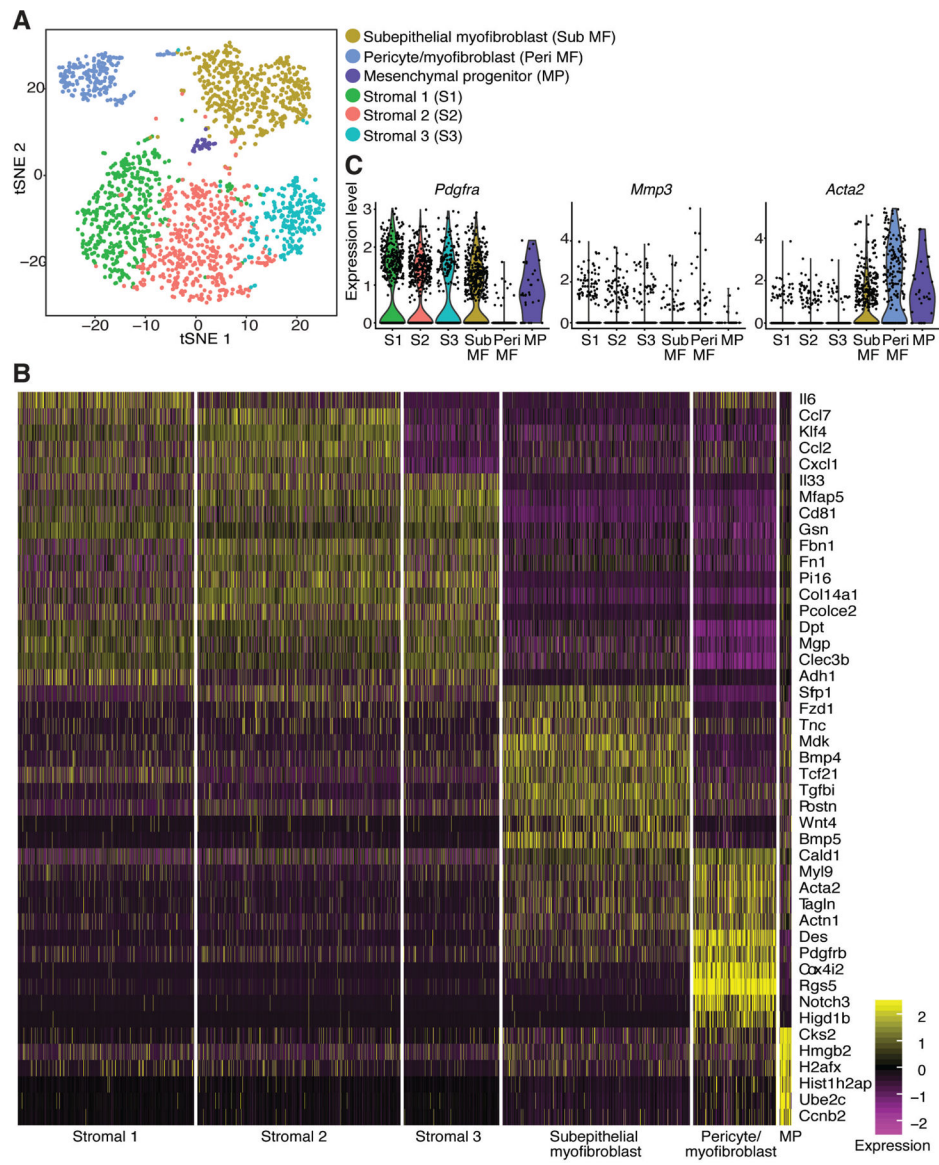 A
Subepithelial myofibroblast (Sub MF)
Pericyte/myofibroblast (Peri MF)
Mesenchymal progenitor (MP)
Stromal 1 (S1)
Stromal 2 (S2)
Stromal 3 (S3)
20
0
−20
tSNE 2
−20
−10
0
10
20
tSNE 1
C
Pdgfra
Mmp3
Acta2
Expression level
3
2
1
0
4
2
0
4
2
0
S1 S2 S3 Sub MF Peri MF MP
S1 S2 S3 Sub MF Peri MF MP
S1 S2 S3 Sub MF Peri MF MP
B
Il6
Ccl7
Klf4
Ccl2
Cxcl1
Il33
Mfap5
Cd81
Gsn
Fbn1
Fn1
Pi16
Col14a1
Pcolce2
Dpt
Mgp
Clec3b
Adh1
Sfrp1
Fzd1
Tnc
Mdk
Bmp4
Tcf21
Tgfbi
Postn
Wnt4
Bmp5
Cald1
Myl9
Acta2
Tagln
Actn1
Des
Pdgfrb
Cox4i2
Rgs5
Notch3
Higd1b
Cks2
Hmgb2
H2afx
Hist1h2ap
Ube2c
Ccnb2
2
1
0
−1
−2
Expression
Stromal 1
Stromal 2
Stromal 3
Subepithelial
myofibroblast
Pericyte/
myofibroblast
MP